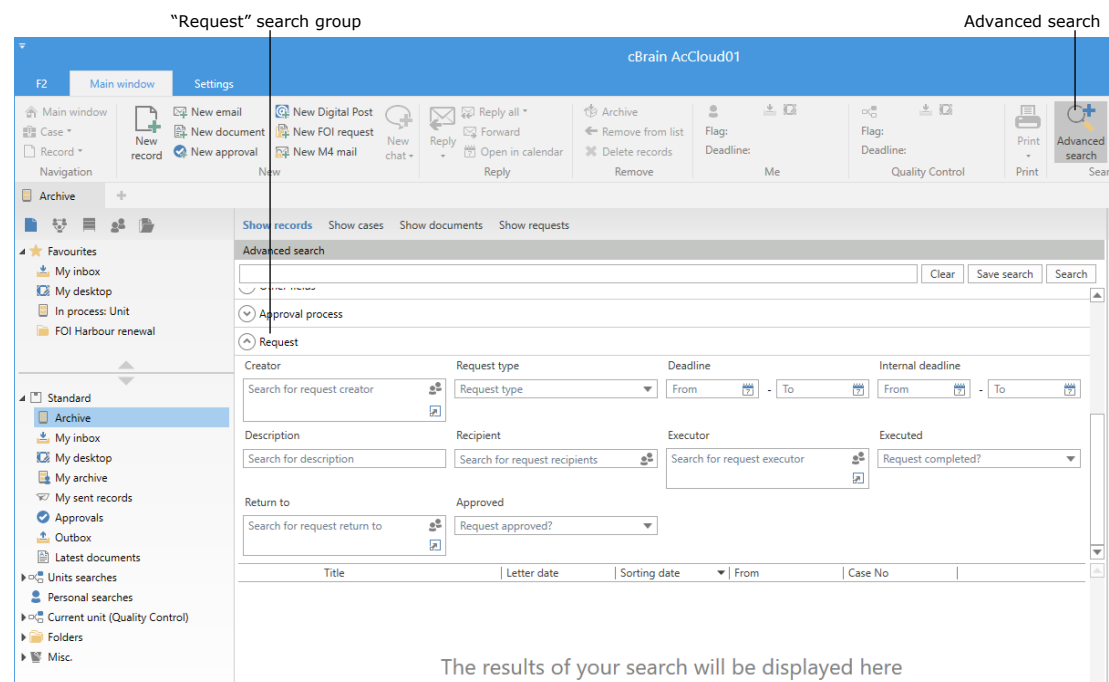 “Request” search group
Advanced search
cBrain AcCloud01
F2 Main window Settings
Main window New email New Digital Post Reply all Archive
Case New document New FOI request Forward Remove from list Flag: Flag:
Record New record New approval New M4 mail New chat Reply Open in calendar Delete records Deadline: Deadline: Print Advanced search
Navigation New Reply Remove Me Quality Control Print Sear
Archive +
Show records Show cases Show documents Show requests
Favourites
My inbox
My desktop
In process: Unit
FOI Harbour renewal
Standard
Archive
My inbox
My desktop
My archive
My sent records
Approvals
Outbox
Latest documents
Units searches
Personal searches
Current unit (Quality Control)
Folders
Misc.
Advanced search
Clear Save search Search
Other fields
Approval process
Request
Creator Request type Deadline Internal deadline
Search for request creator Request type From - To From - To
Description Recipient Executor Executed
Search for description Search for request recipients Search for request executor Request completed?
Return to Approved
Search for request return to Request approved?
Title Letter date Sorting date From Case No
The results of your search will be displayed here